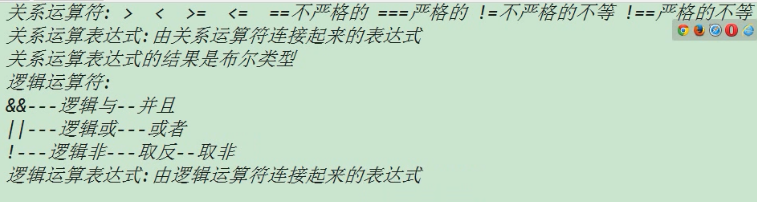 关系运算符: >  <  >=  <=  ==不严格的 ===严格的 !=不严格的不等 !==严格的不等
关系运算表达式:由关系运算符连接起来的表达式
关系运算表达式的结果是布尔类型
逻辑运算符:
&&---逻辑与--并且
||---逻辑或---或者
!---逻辑非---取反--取非
逻辑运算表达式:由逻辑运算符连接起来的表达式